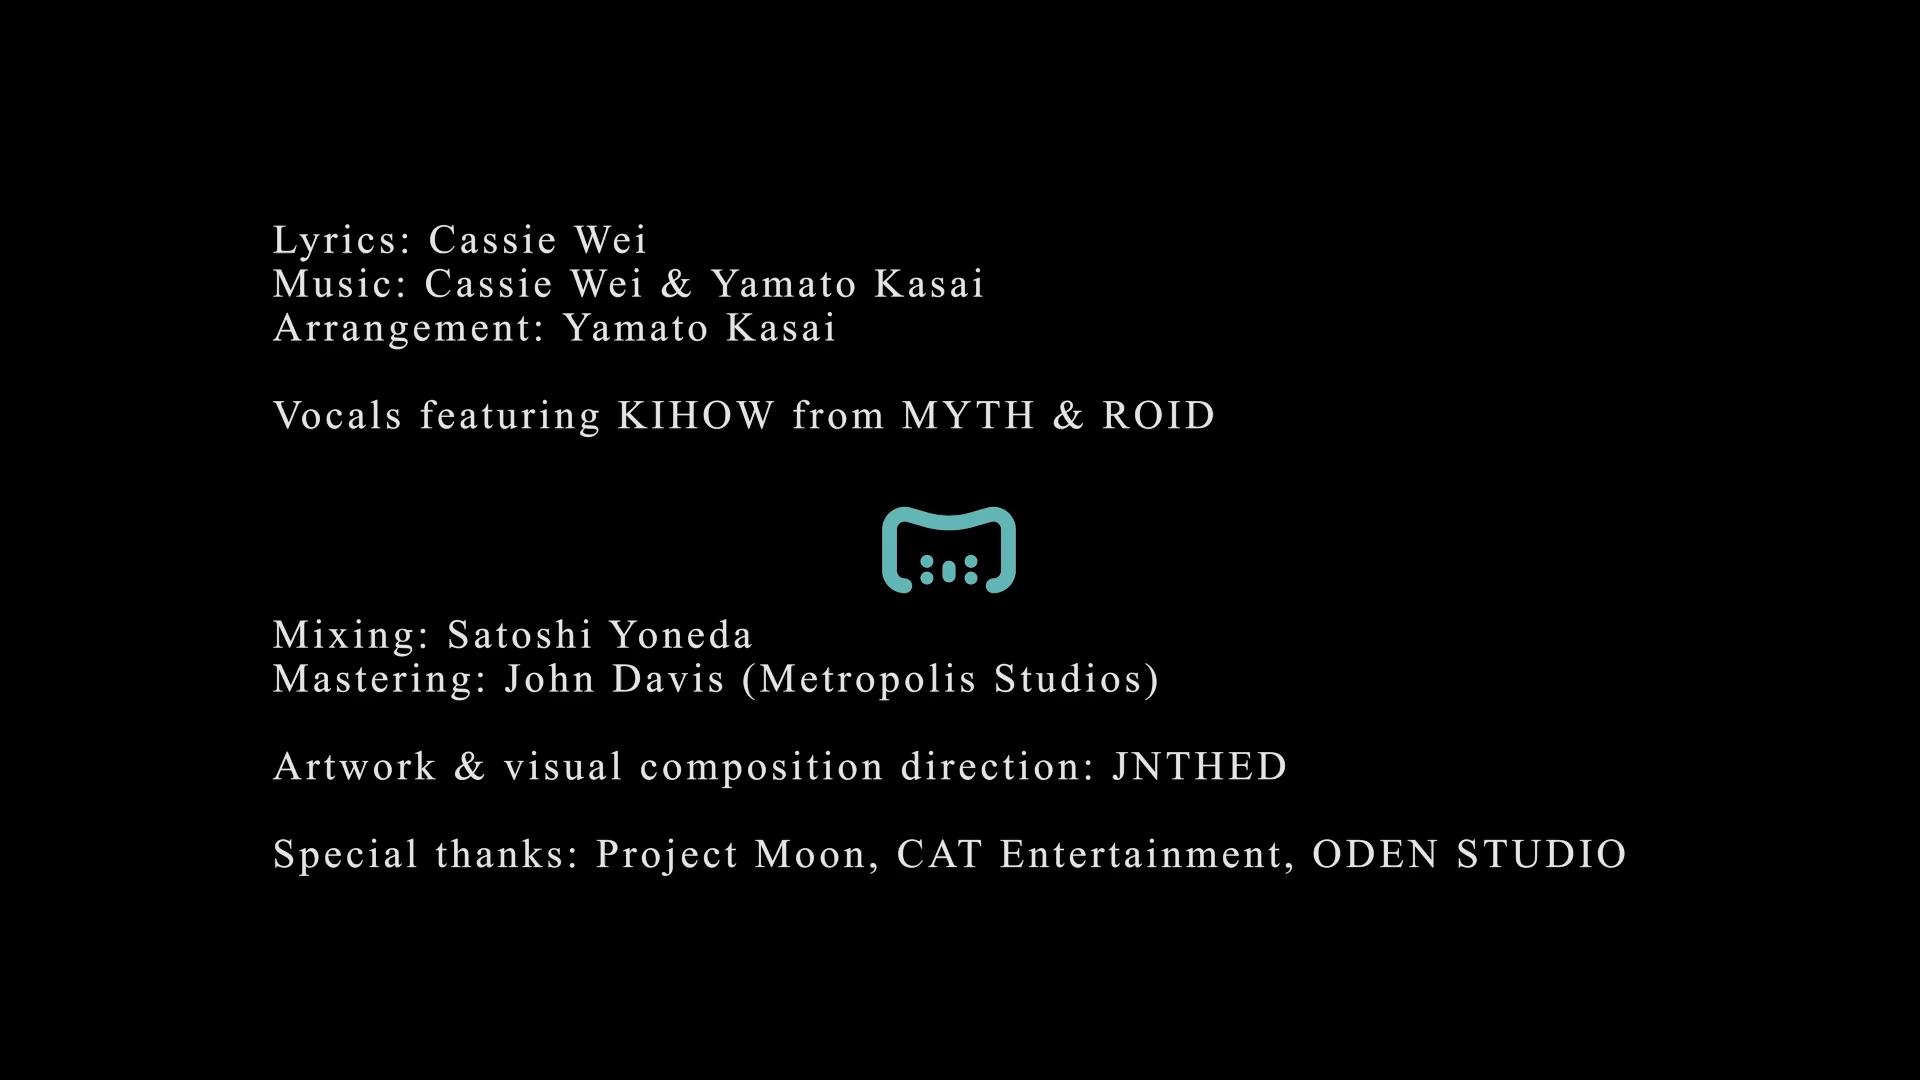 Lyrics: Cassie Wei
Music: Cassie Wei & Yamato Kasai
Arrangement: Yamato Kasai
Vocals featuring KIHOW from MYTH & ROID
Mixing: Satoshi Yoneda
Mastering: John Davis (Metropolis Studios)
Artwork & visual composition direction: JNTHED
Special thanks: Project Moon, CAT Entertainment, ODEN STUDIO